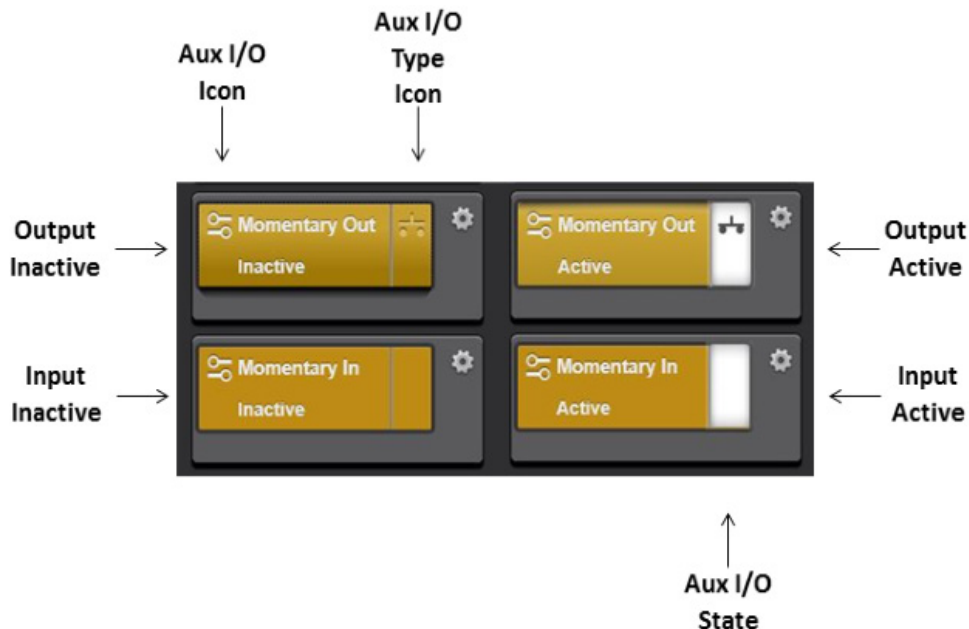 Aux I/O
Icon
Aux I/O
Type
Icon
Output
Inactive
Momentary Out
Inactive
Momentary Out
Active
Output
Active
Input
Inactive
Momentary In
Inactive
Momentary In
Active
Input
Active
Aux I/O
State